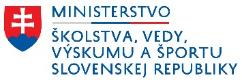 MINISTERSTVO
ŠKOLSTVA, VEDY,
VÝSKUMU A ŠPORTU
SLOVENSKEJ REPUBLIKY